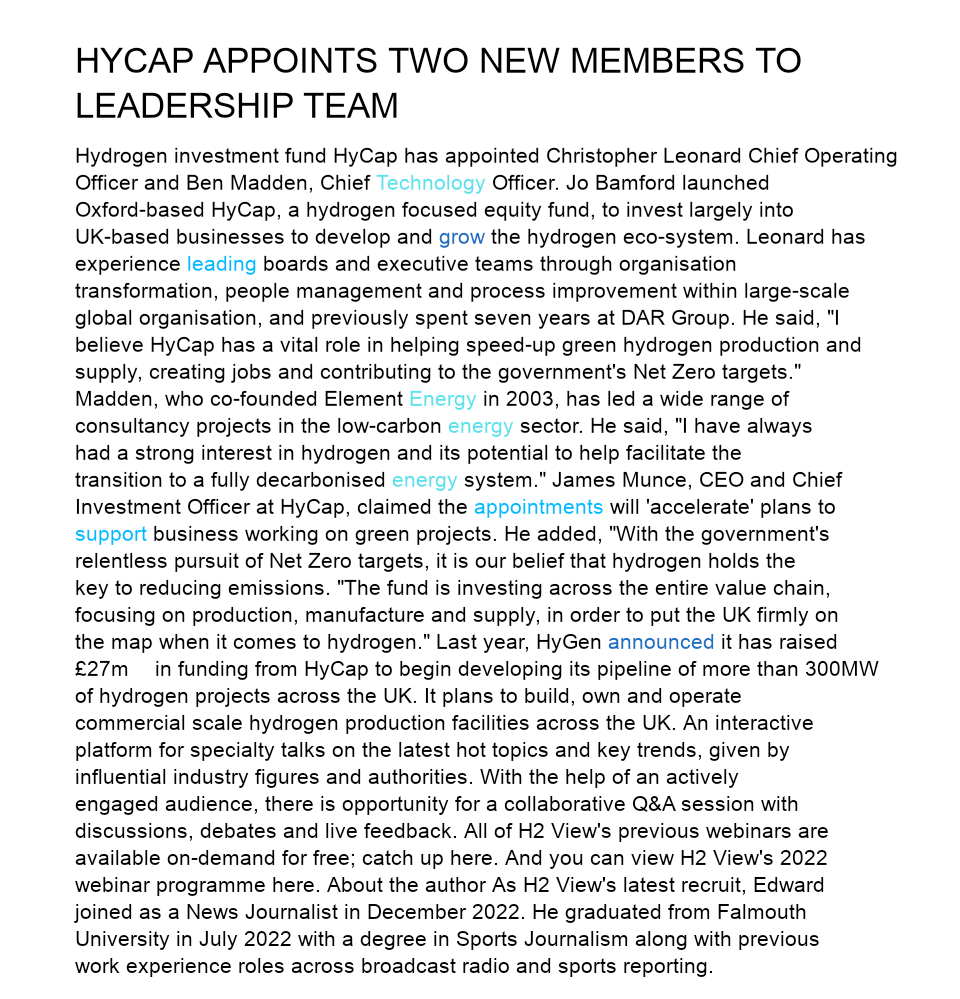 HYCAP APPOINTS TWO NEW MEMBERS TO
LEADERSHIP TEAM
Hydrogen investment fund HyCap has appointed Christopher Leonard Chief Operating
Officer and Ben Madden, Chief Technology Officer. Jo Bamford launched
Oxford-based HyCap, a hydrogen focused equity fund, to invest largely into
UK-based businesses to develop and grow the hydrogen eco-system. Leonard has
experience leading boards and executive teams through organisation
transformation, people management and process improvement within large-scale
global organisation, and previously spent seven years at DAR Group. He said, "I
believe HyCap has a vital role in helping speed-up green hydrogen production and
supply, creating jobs and contributing to the government's Net Zero targets."
Madden, who co-founded Element Energy in 2003, has led a wide range of
consultancy projects in the low-carbon energy sector. He said, "I have always
had a strong interest in hydrogen and its potential to help facilitate the
transition to a fully decarbonised energy system." James Munce, CEO and Chief
Investment Officer at HyCap, claimed the appointments will 'accelerate' plans to
support business working on green projects. He added, "With the government's
relentless pursuit of Net Zero targets, it is our belief that hydrogen holds the
key to reducing emissions. "The fund is investing across the entire value chain,
focusing on production, manufacture and supply, in order to put the UK firmly on
the map when it comes to hydrogen." Last year, HyGen announced it has raised
£27m in funding from HyCap to begin developing its pipeline of more than 300MW
of hydrogen projects across the UK. It plans to build, own and operate
commercial scale hydrogen production facilities across the UK. An interactive
platform for specialty talks on the latest hot topics and key trends, given by
influential industry figures and authorities. With the help of an actively
engaged audience, there is opportunity for a collaborative Q&A session with
discussions, debates and live feedback. All of H2 View's previous webinars are
available on-demand for free; catch up here. And you can view H2 View's 2022
webinar programme here. About the author As H2 View's latest recruit, Edward
joined as a News Journalist in December 2022. He graduated from Falmouth
University in July 2022 with a degree in Sports Journalism along with previous
work experience roles across broadcast radio and sports reporting.